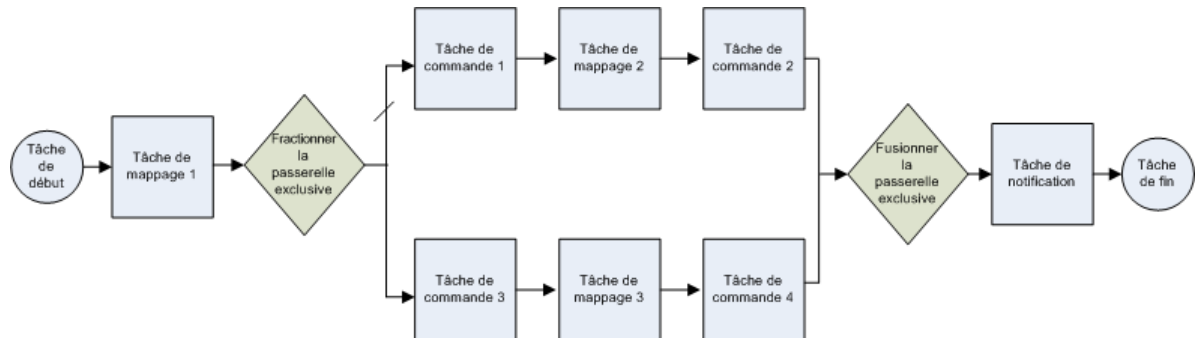 Tâche
de
début
Tâche de
mappage 1
Fractionner
la
passerelle
exclusive
Tâche de
commande 1
Tâche de
mappage 2
Tâche de
commande 2
Tâche de
commande 3
Tâche de
mappage 3
Tâche de
commande 4
Fusionner
la
passerelle
exclusive
Tâche de
notification
Tâche
de fin